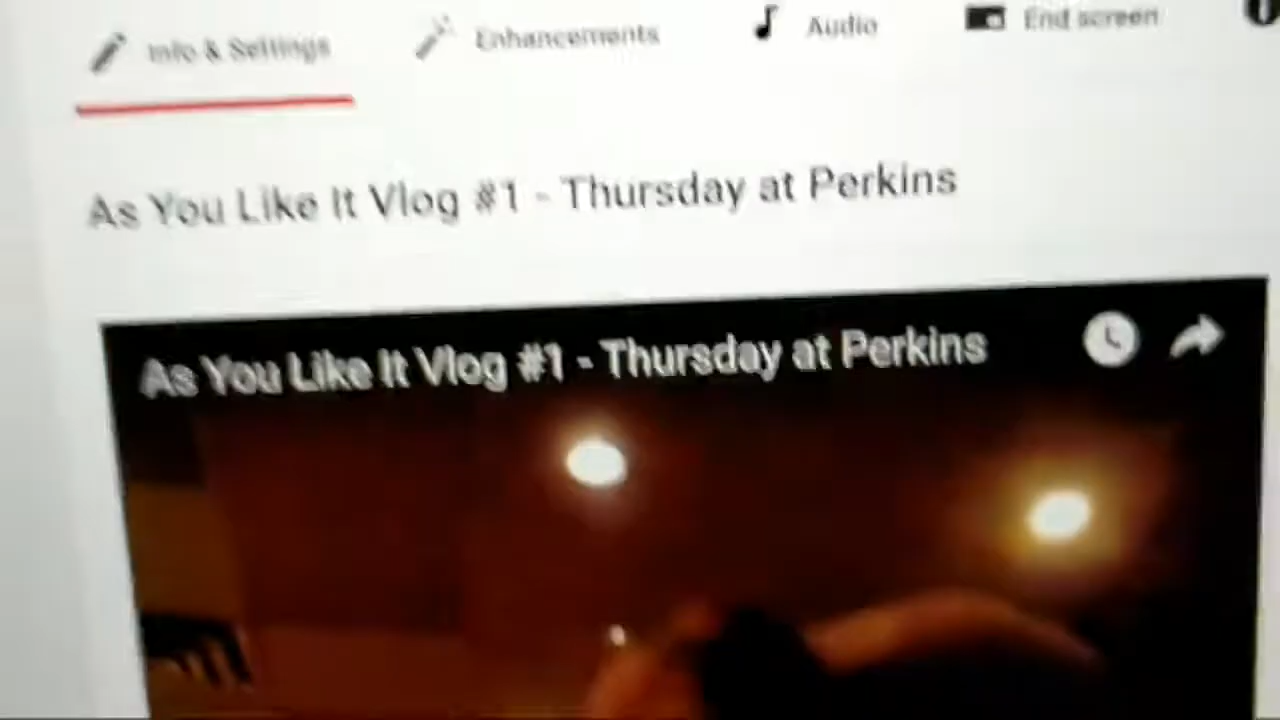 Info & Settings Enhancements Audio End screen
As You Like It Vlog #1 - Thursday at Perkins
As You Like It Vlog #1 - Thursday at Perkins